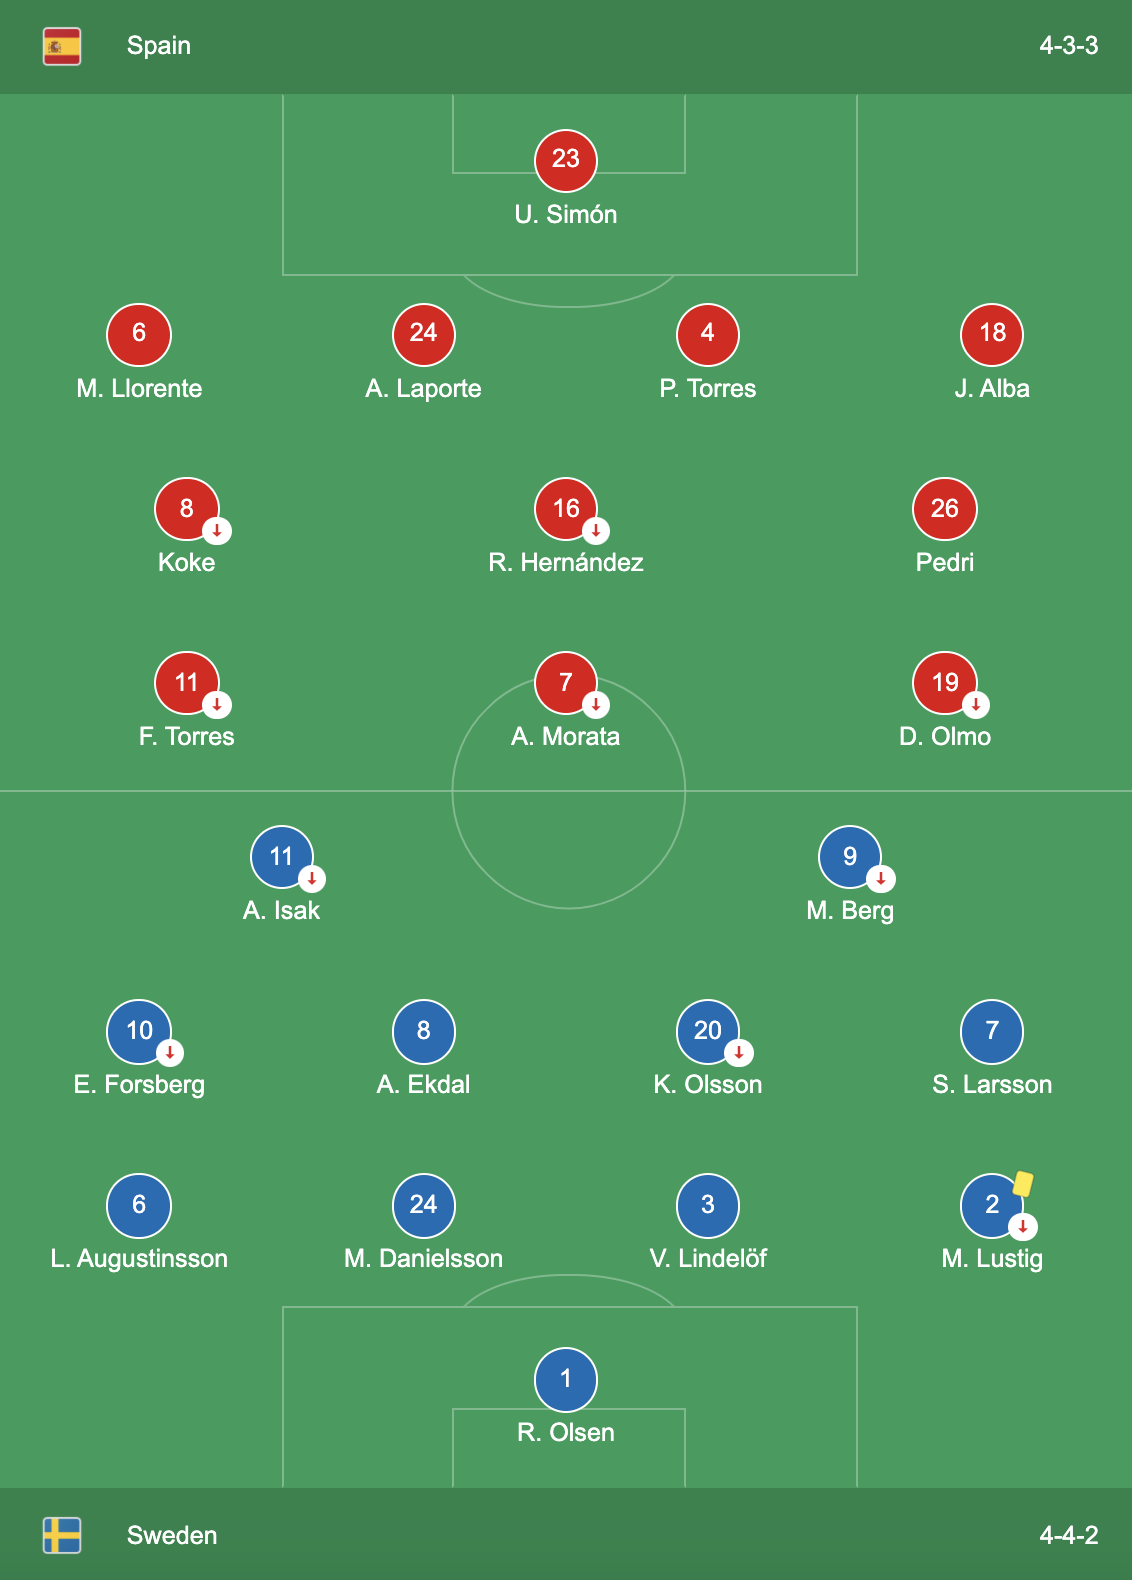 Spain 4-3-3
23
U. Simón
6 24 4 18
M. Llorente A. Laporte P. Torres J. Alba
8 16 26
Koke R. Hernández Pedri
11 7 19
F. Torres A. Morata D. Olmo
11 9
A. Isak M. Berg
10 8 20 7
E. Forsberg A. Ekdal K. Olsson S. Larsson
6 24 3 2
L. Augustinsson M. Danielsson V. Lindelöf M. Lustig
1
R. Olsen
Sweden 4-4-2